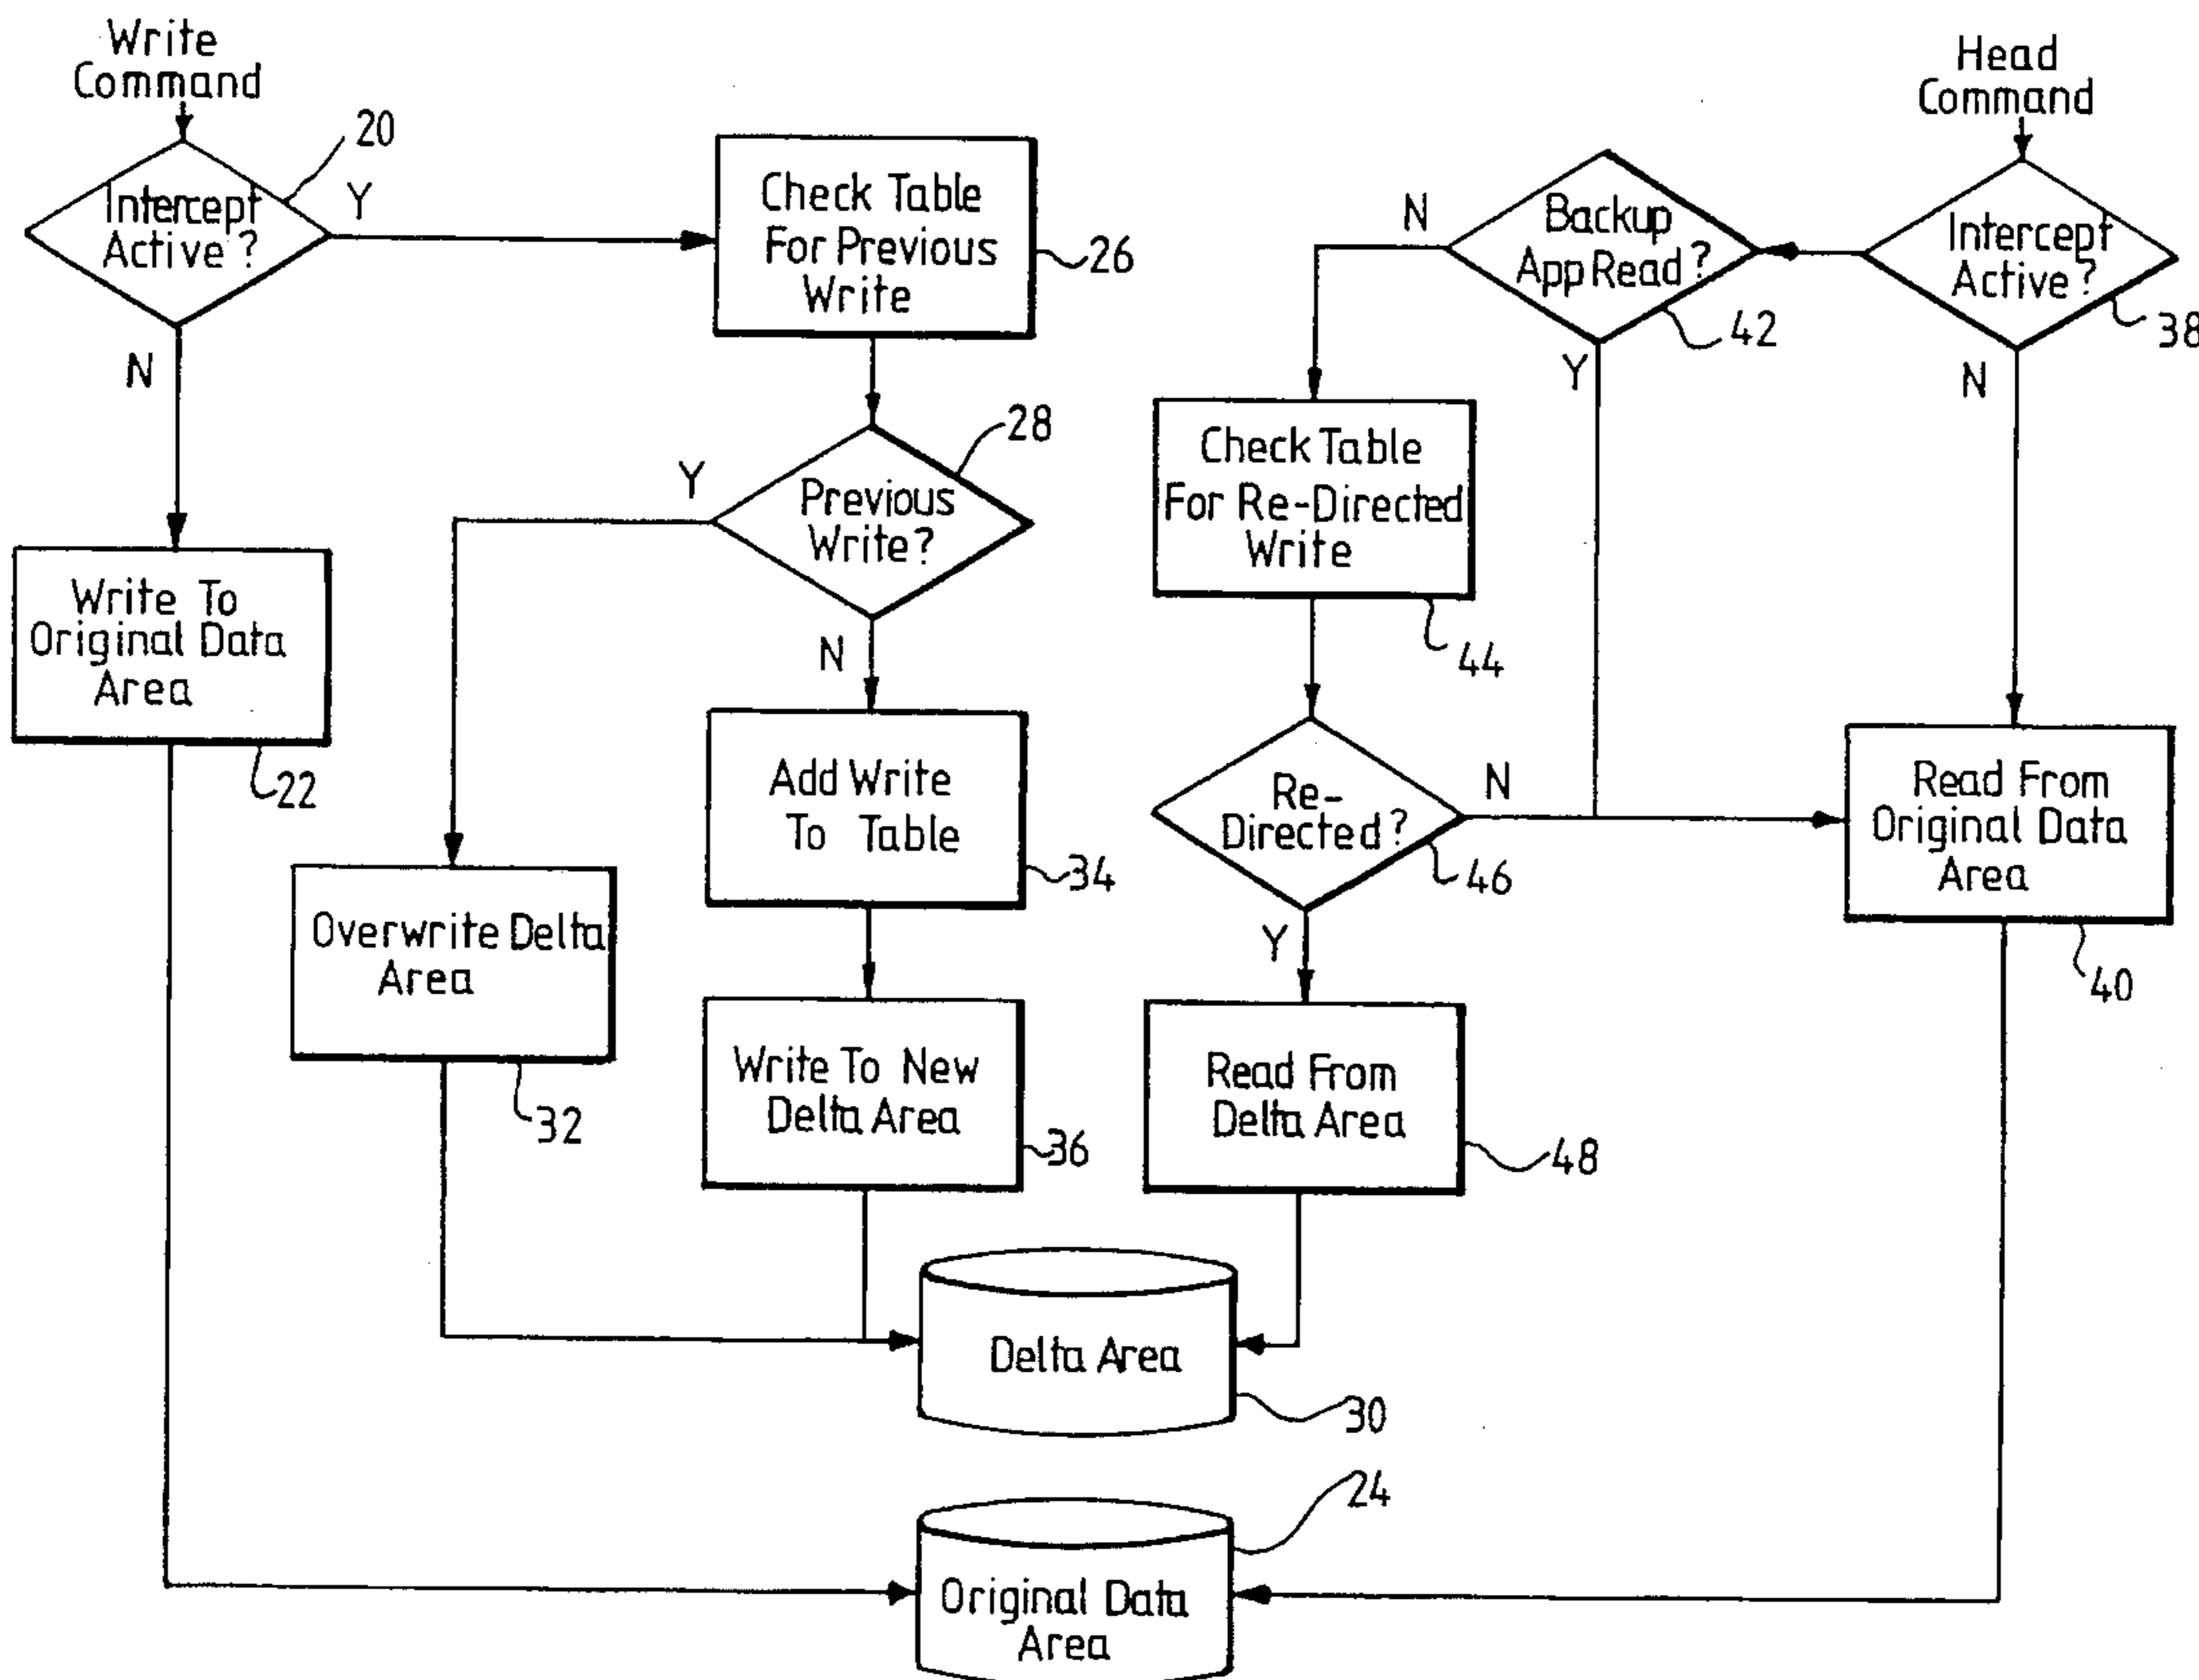 Write
Command
20
Intercept
Active?
Y
N
Write To
Original Data
Area
22
Check Table
For Previous
Write
26
28
Previous
Write?
Y
N
Overwrite Delta
Area
32
Add Write
To Table
34
Write To New
Delta Area
36
Head
Command
Intercept
Active?
38
N
Backup
App Read?
42
N
Y
Check Table
For Re-Directed
Write
44
Re-
Directed?
46
N
Y
Read From
Original Data
Area
40
Read From
Delta Area
48
Delta Area
30
24
Original Data
Area